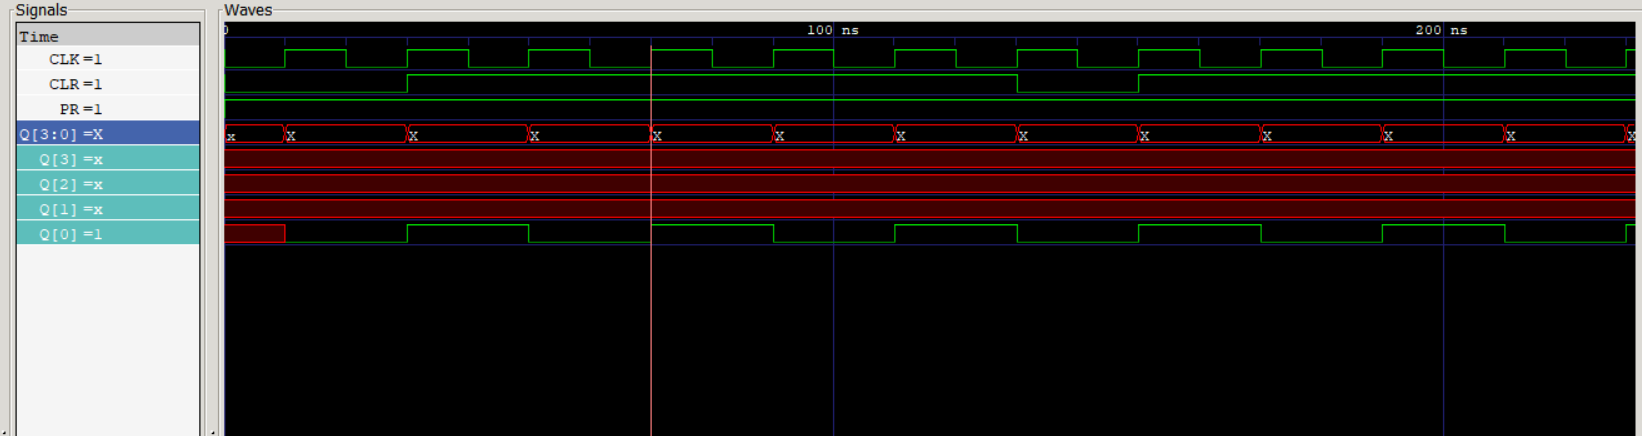 Signals
Waves
Time
0
100 ns
200 ns
CLK=1
CLR=1
PR=1
Q[3:0]=X
x X X X X X X X X X X X X
Q[3]=x
Q[2]=x
Q[1]=x
Q[0]=1